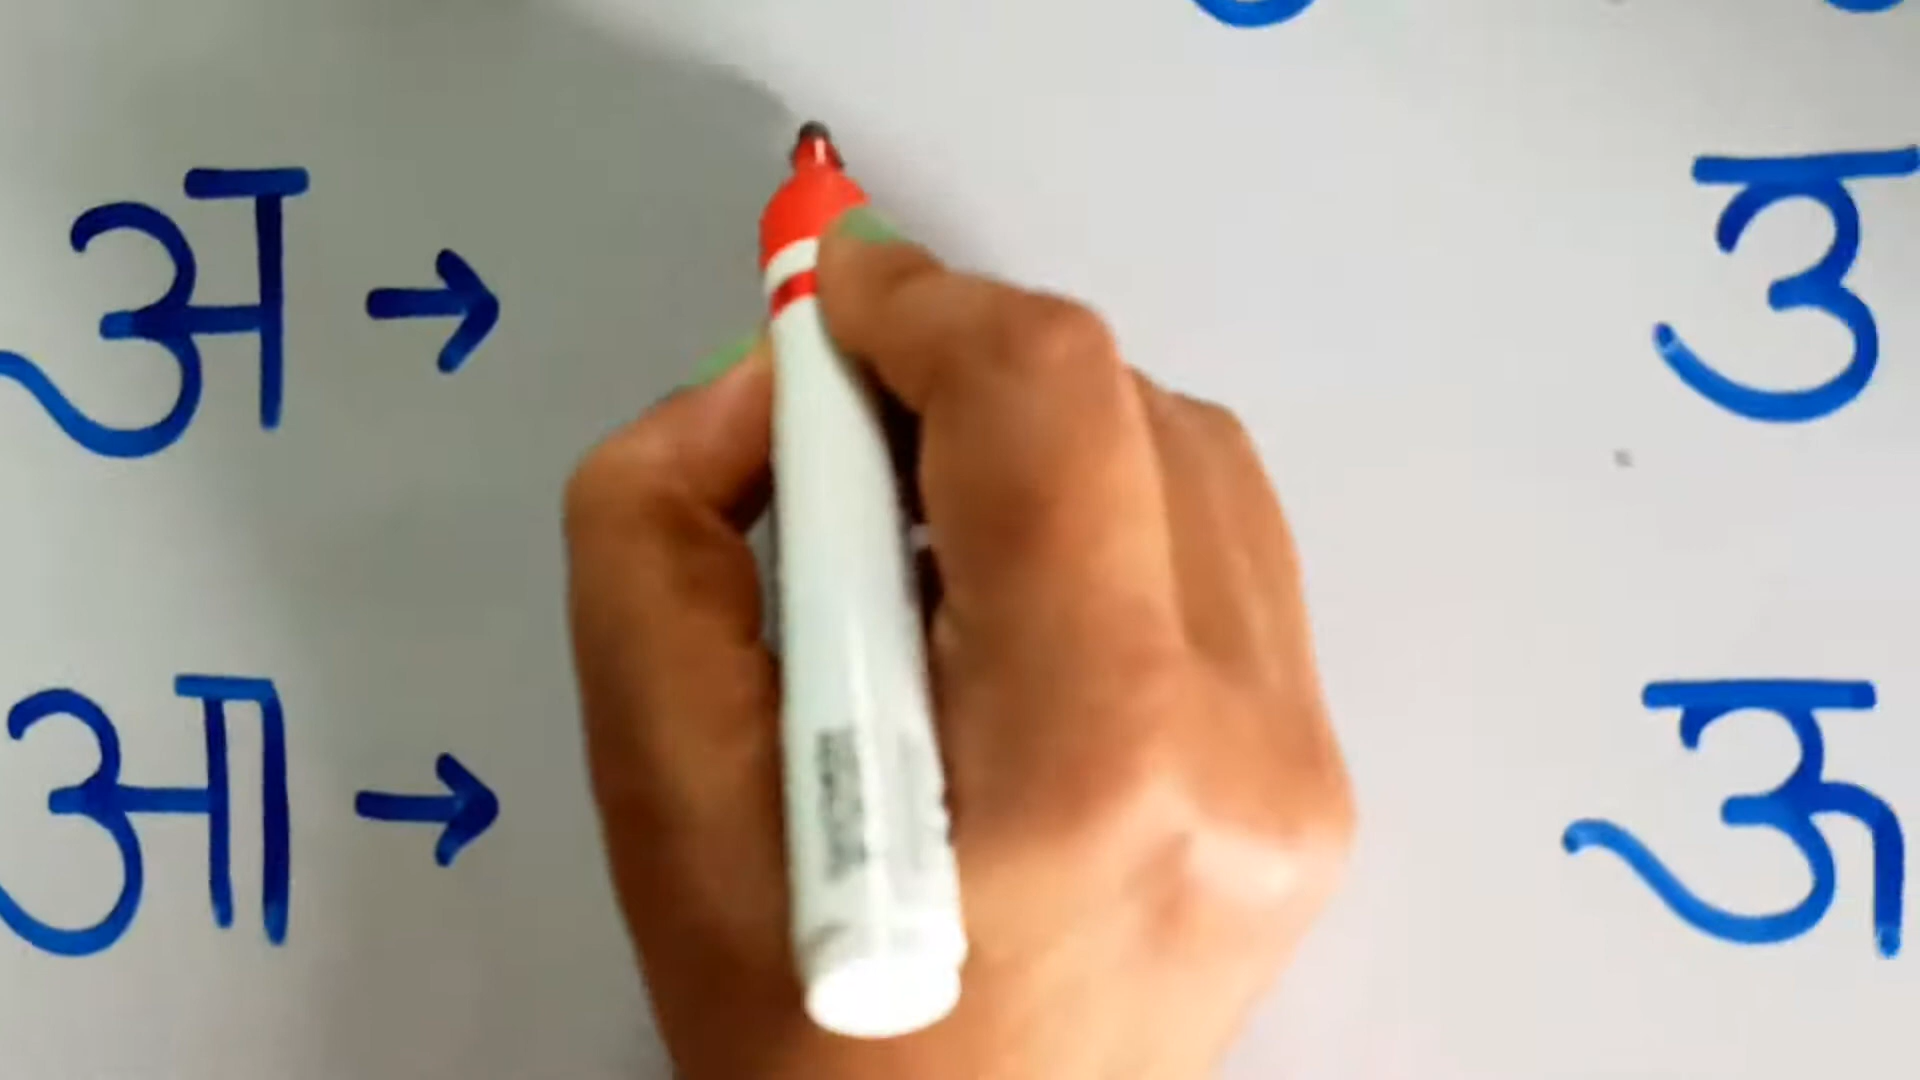 अ → उ
आ → ऊ